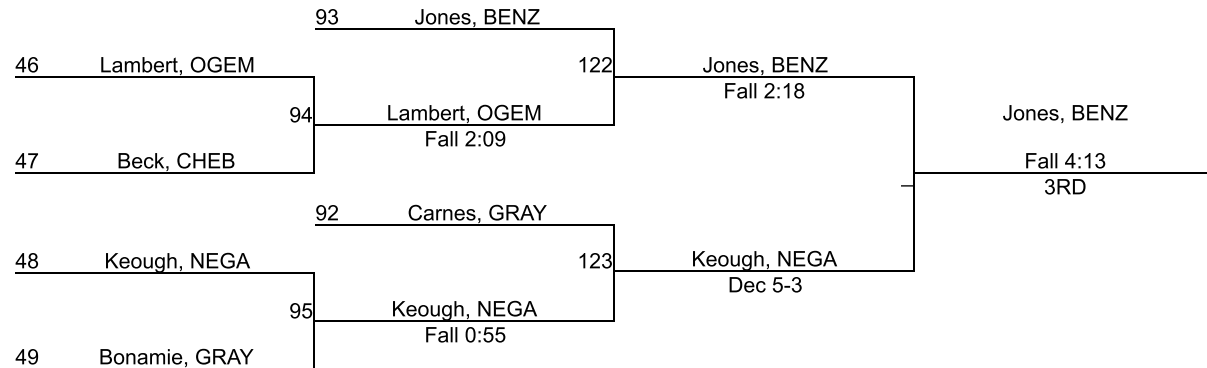 93 Jones, BENZ
46 Lambert, OGEM
122 Jones, BENZ
Fall 2:18
94 Lambert, OGEM
Fall 2:09
Jones, BENZ
47 Beck, CHEB
Fall 4:13
3RD
92 Carnes, GRAY
48 Keough, NEGA
123 Keough, NEGA
Dec 5-3
95 Keough, NEGA
Fall 0:55
49 Bonamie, GRAY